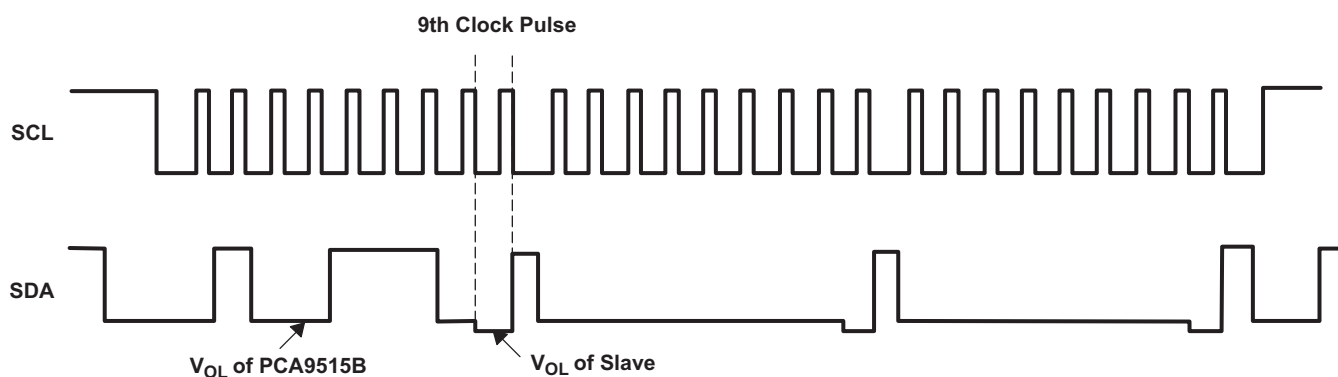 9th Clock Pulse
SCL
SDA
VOL of PCA9515B
VOL of Slave